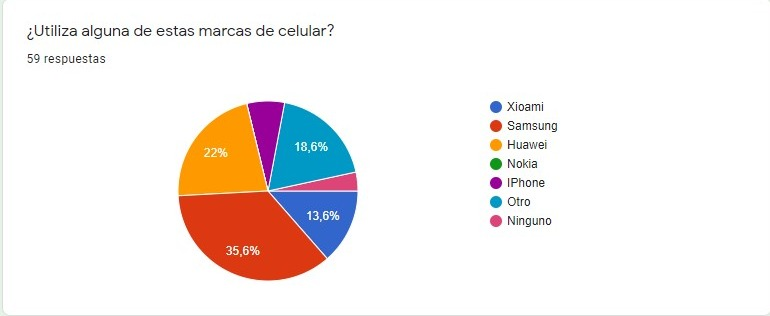 ¿Utiliza alguna de estas marcas de celular?
59 respuestas
22%
18,6%
13,6%
35,6%
Xioami
Samsung
Huawei
Nokia
IPhone
Otro
Ninguno